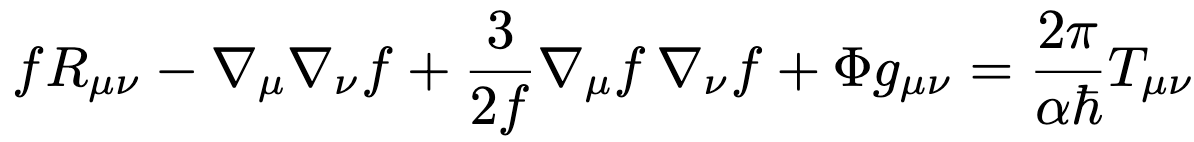 $fR_{\mu\nu} - \nabla_\mu \nabla_\nu f + \frac{3}{2f} \nabla_\mu f \, \nabla_\nu f + \Phi g_{\mu\nu} = \frac{2\pi}{\alpha\hbar} T_{\mu\nu}$